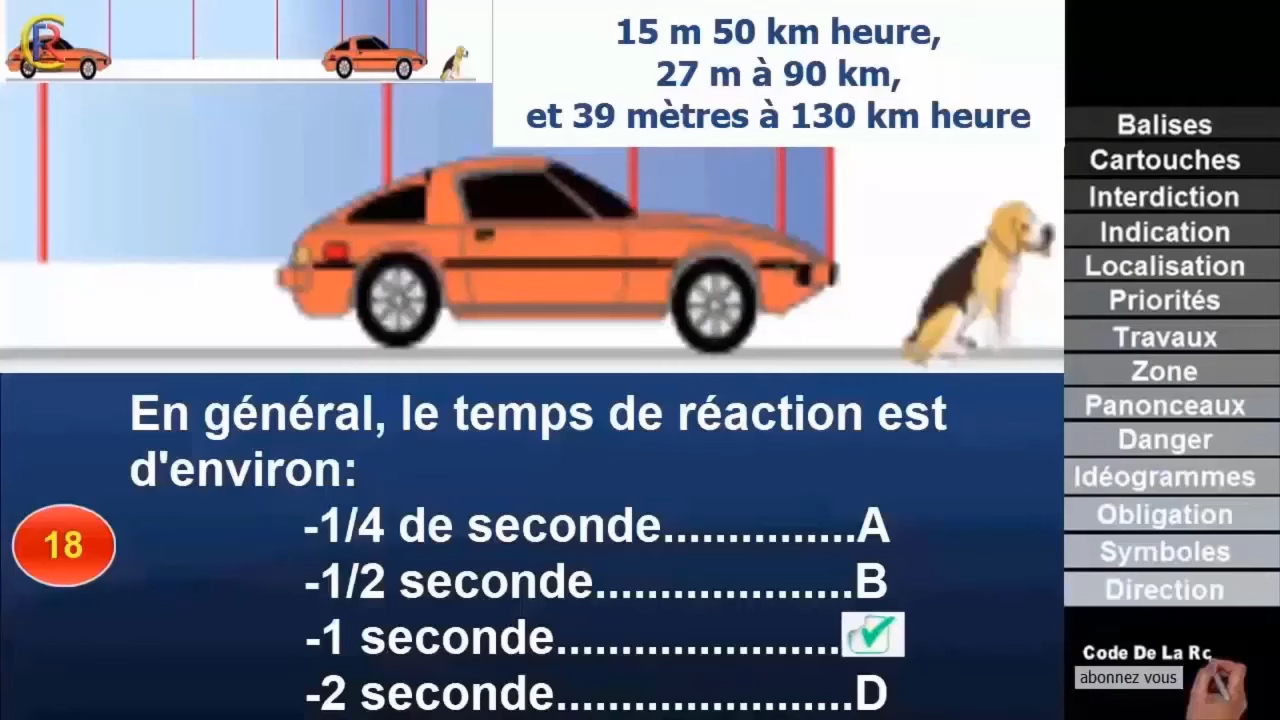 15 m 50 km heure,
27 m à 90 km,
et 39 mètres à 130 km heure
En général, le temps de réaction est
d'environ:
18
-1/4 de seconde...............A
-1/2 seconde....................B
-1 seconde......................
-2 seconde.......................D
Balises
Cartouches
Interdiction
Indication
Localisation
Priorités
Travaux
Zone
Panonceaux
Danger
Idéogrammes
Obligation
Symboles
Direction
Code De La Rc
abonnez vous